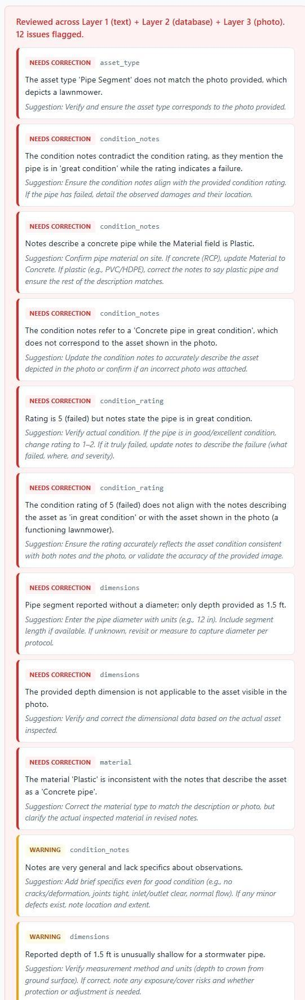 Reviewed across Layer 1 (text) + Layer 2 (database) + Layer 3 (photo).
12 issues flagged.
NEEDS CORRECTION asset_type
The asset type 'Pipe Segment' does not match the photo provided, which
depicts a lawnmower.
Suggestion: Verify and ensure the asset type corresponds to the photo provided.
NEEDS CORRECTION condition_notes
The condition notes contradict the condition rating, as they mention the
pipe is in 'great condition' while the rating indicates a failure.
Suggestion: Ensure the condition notes align with the provided condition rating.
If the pipe has failed, detail the observed damages and their location.
NEEDS CORRECTION condition_notes
Notes describe a concrete pipe while the Material field is Plastic.
Suggestion: Confirm pipe material on site. If concrete (RCP), update Material to
Concrete. If plastic (e.g., PVC/HDPE), correct the notes to say plastic pipe and
ensure the rest of the description matches.
NEEDS CORRECTION condition_notes
The condition notes refer to a 'Concrete pipe in great condition', which
does not correspond to the asset shown in the photo.
Suggestion: Update the condition notes to accurately describe the asset
depicted in the photo or confirm if an incorrect photo was attached.
NEEDS CORRECTION condition_rating
Rating is 5 (failed) but notes state the pipe is in great condition.
Suggestion: Verify actual condition. If the pipe is in good/excellent condition,
change rating to 1–2. If it truly failed, update notes to describe the failure (what
failed, where, and severity).
NEEDS CORRECTION condition_rating
The condition rating of 5 (failed) does not align with the notes describing
the asset as 'in great condition' or with the asset shown in the photo (a
functioning lawnmower).
Suggestion: Ensure the rating accurately reflects the asset condition consistent
with both notes and the photo, or validate the accuracy of the provided image.
NEEDS CORRECTION dimensions
Pipe segment reported without a diameter; only depth provided as 1.5 ft.
Suggestion: Enter the pipe diameter with units (e.g., 12 in). Include segment
length if available. If unknown, revisit or measure to capture diameter per
protocol.
NEEDS CORRECTION dimensions
The provided depth dimension is not applicable to the asset visible in the
photo.
Suggestion: Verify and correct the dimensional data based on the actual asset
inspected.
NEEDS CORRECTION material
The material 'Plastic' is inconsistent with the notes that describe the asset
as a 'Concrete pipe'.
Suggestion: Correct the material type to match the description or photo, but
clarify the actual inspected material in revised notes.
WARNING condition_notes
Notes are very general and lack specifics about observations.
Suggestion: Add brief specifics even for good condition (e.g., no
cracks/deformation, joints tight, inlet/outlet clear, normal flow). If any minor
defects exist, note location and extent.
WARNING dimensions
Reported depth of 1.5 ft is unusually shallow for a stormwater pipe.
Suggestion: Verify measurement method and units (depth to crown from
ground surface). If correct, note any exposure/cover risks and whether
protection or adjustment is needed.